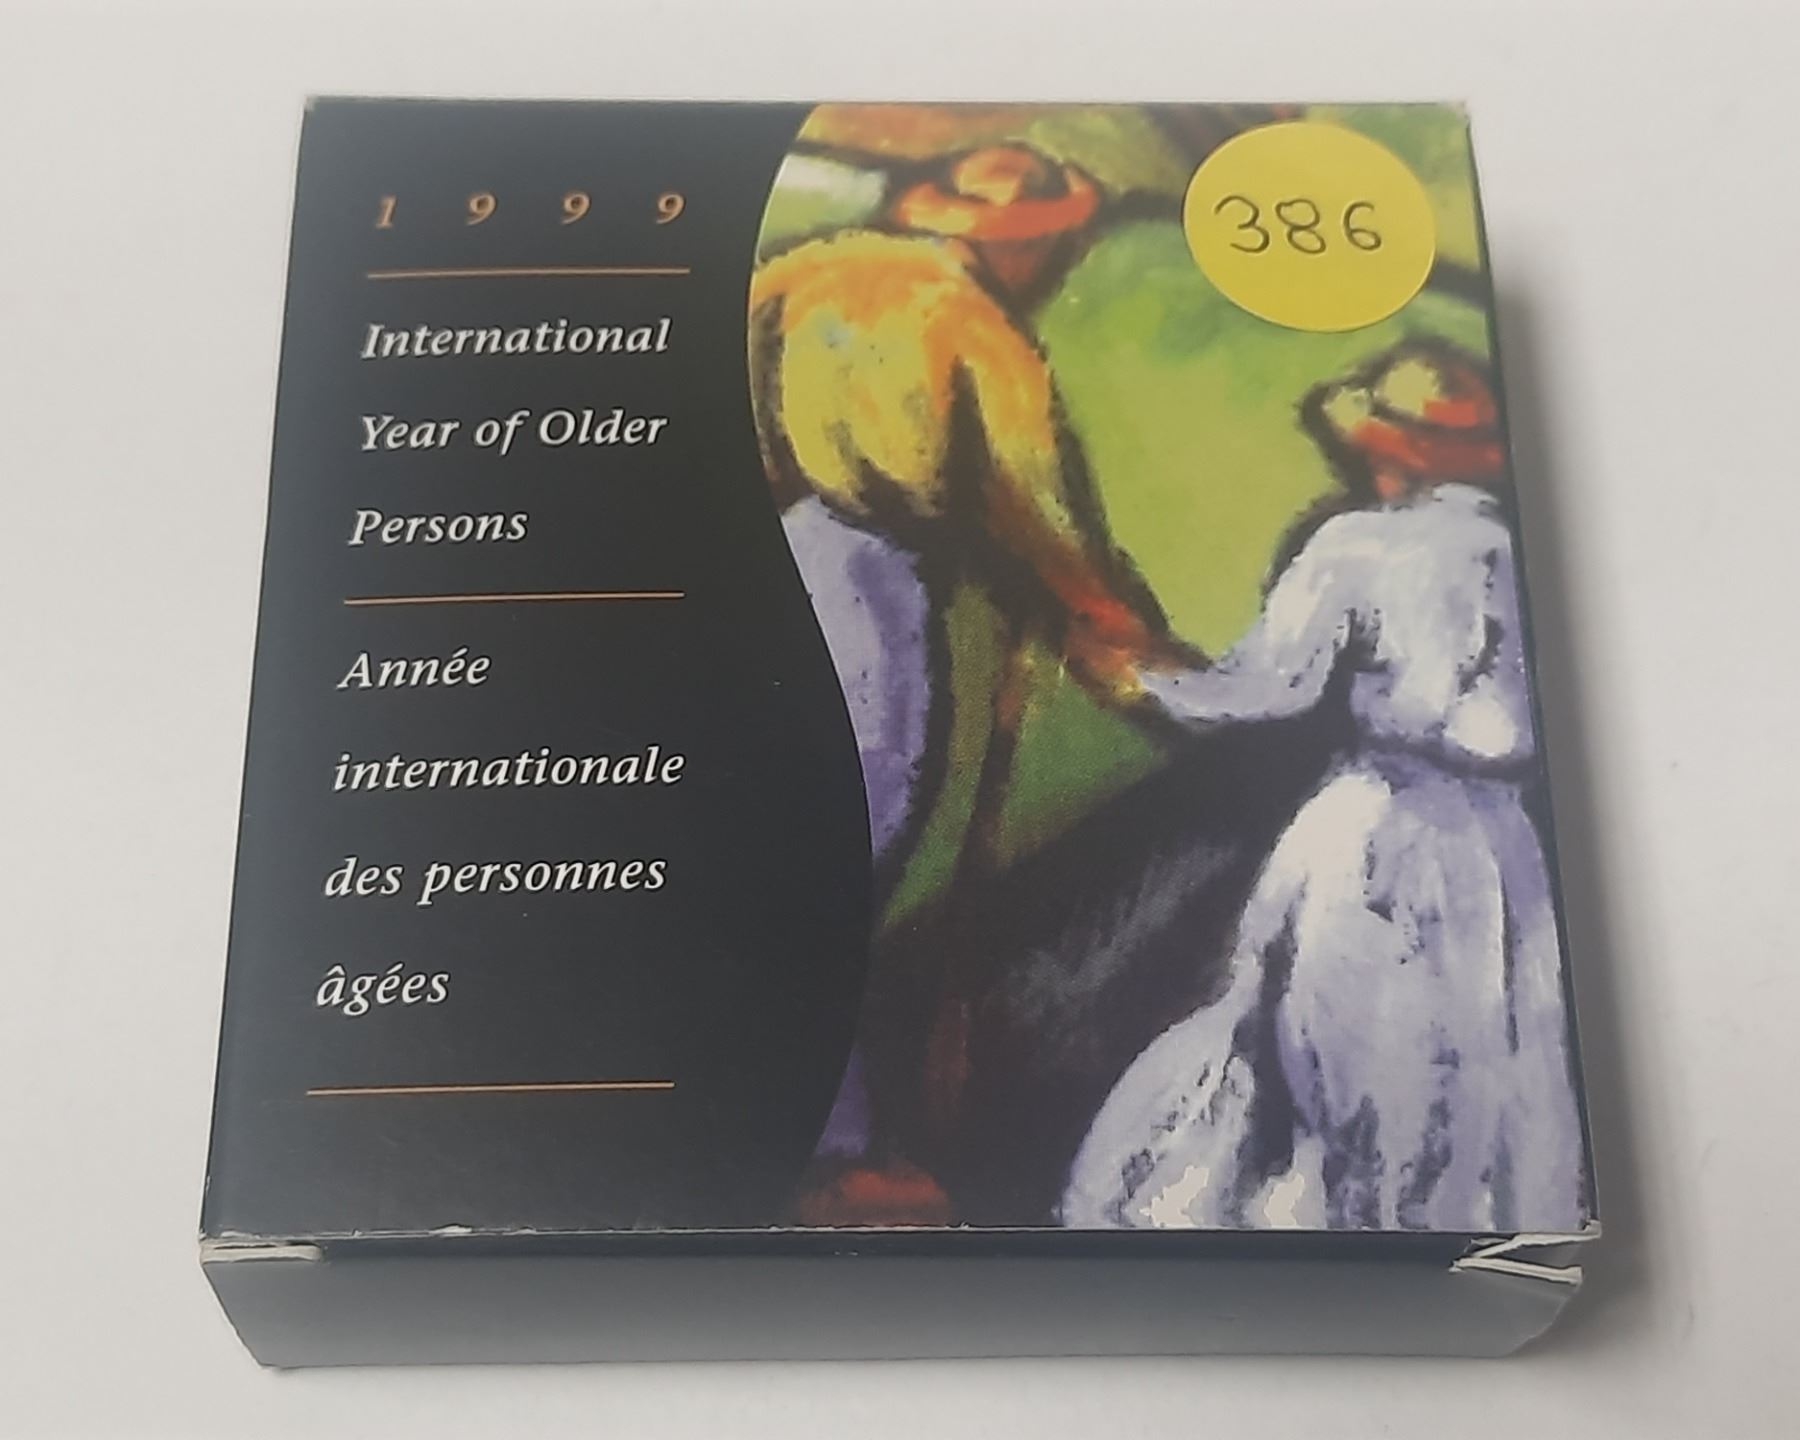 1 9 9 9
International
Year of Older
Persons
Année
internationale
des personnes
âgées
386